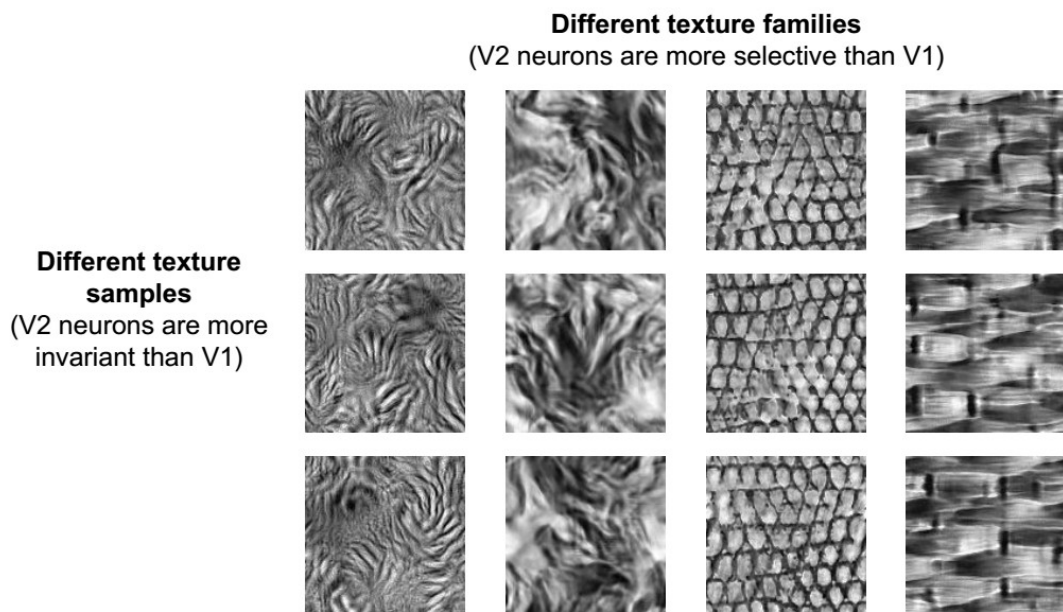 Different texture families
(V2 neurons are more selective than V1)
Different texture
samples
(V2 neurons are more
invariant than V1)